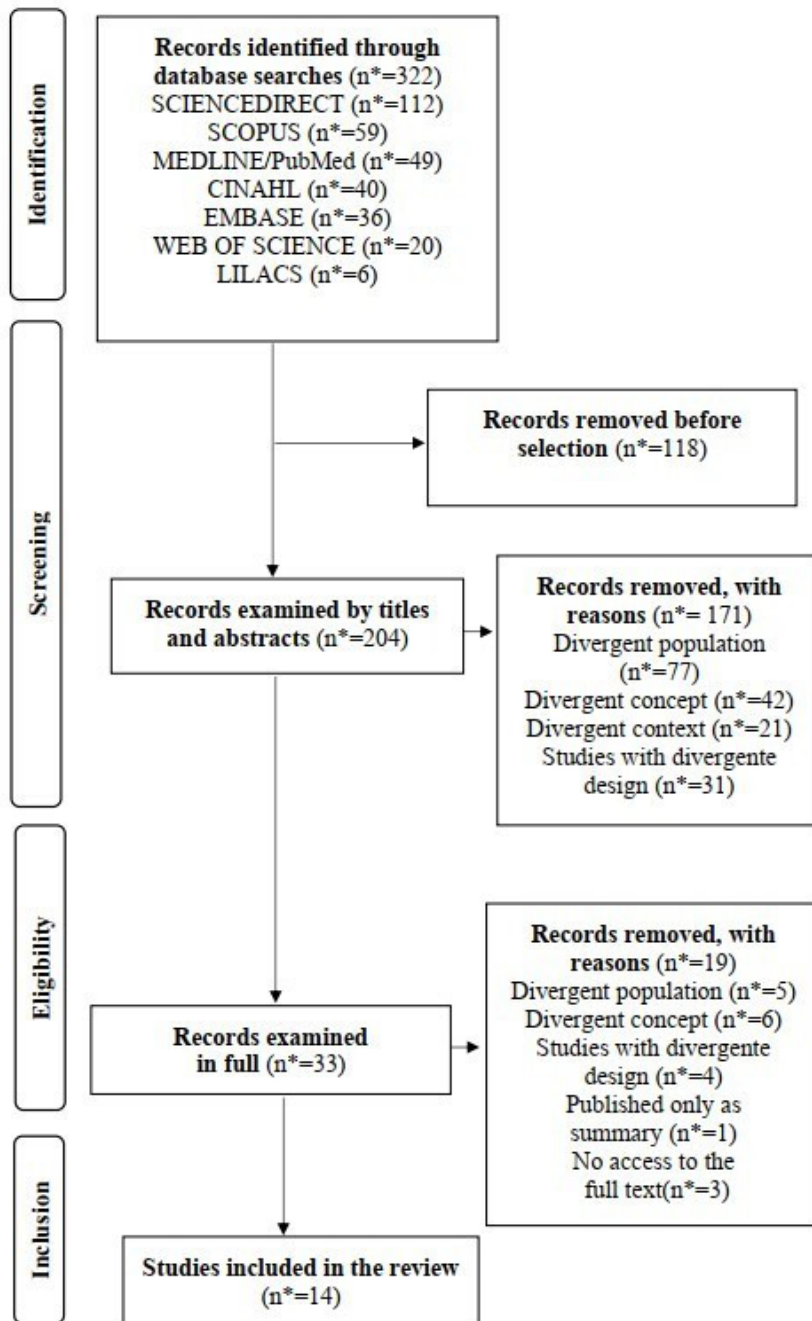 Identification
Records identified through
database searches (n*=322)
SCIENCEDIRECT (n*=112)
SCOPUS (n*=59)
MEDLINE/PubMed (n*=49)
CINAHL (n*=40)
EMBASE (n*=36)
WEB OF SCIENCE (n*=20)
LILACS (n*=6)
Screening
Records removed before
selection (n*=118)
Records examined by titles
and abstracts (n*=204)
Records removed, with
reasons (n*= 171)
Divergent population
(n*=77)
Divergent concept (n*=42)
Divergent context (n*=21)
Studies with divergente
design (n*=31)
Eligibility
Records examined
in full (n*=33)
Records removed, with
reasons (n*=19)
Divergent population (n*=5)
Divergent concept (n*=6)
Studies with divergente
design (n*=4)
Published only as
summary (n*=1)
No access to the
full text(n*=3)
Inclusion
Studies included in the review
(n*=14)